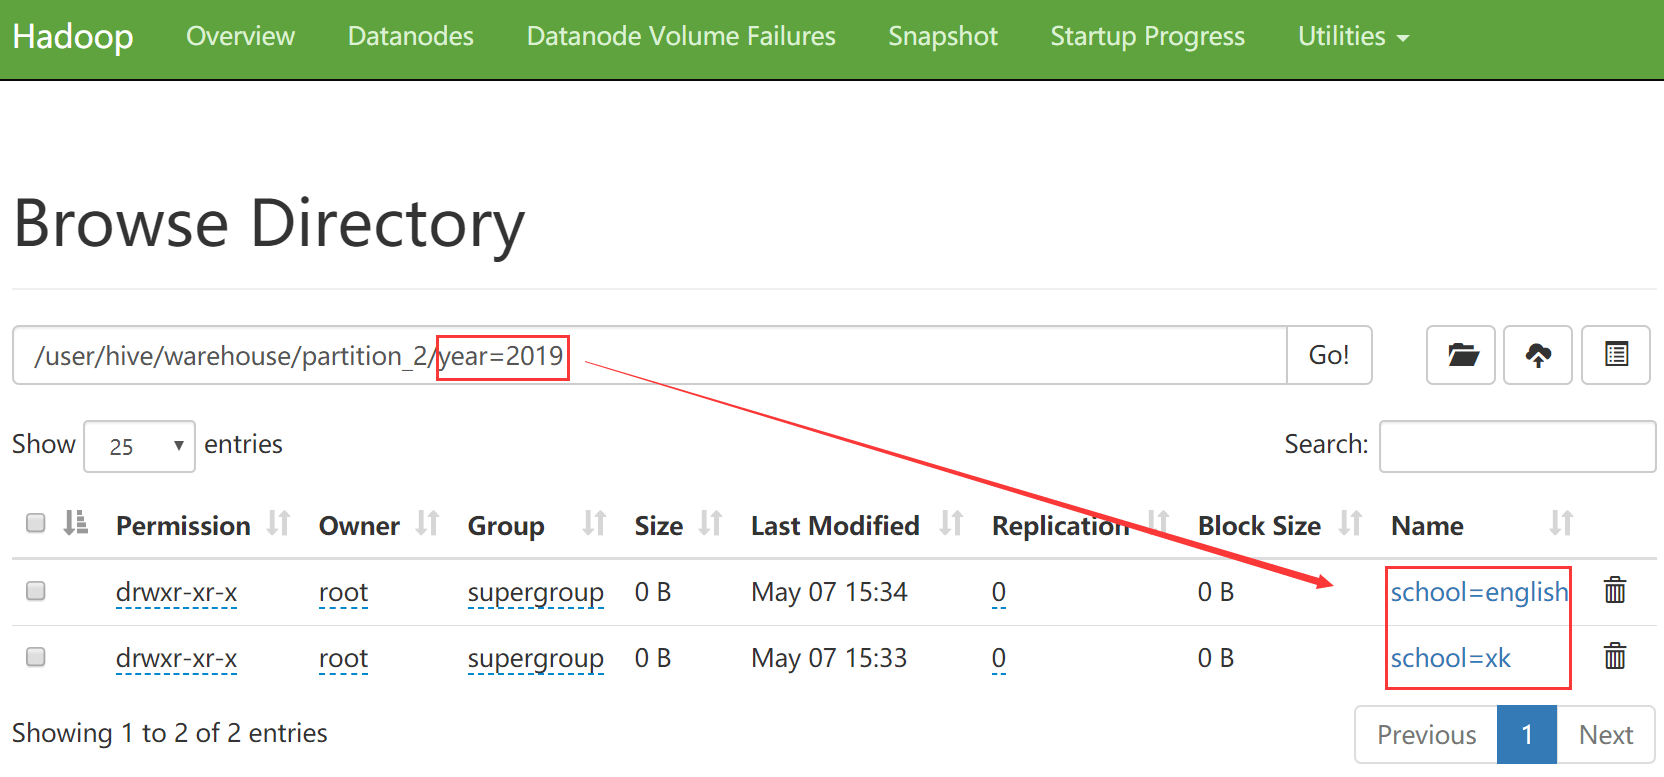 Hadoop Overview Datanodes Datanode Volume Failures Snapshot Startup Progress Utilities
Browse Directory
/user/hive/warehouse/partition_2/year=2019 Go!
Show 25 entries Search:
Permission Owner Group Size Last Modified Replication Block Size Name
drwxr-xr-x root supergroup 0 B May 07 15:34 0 0 B school=english
drwxr-xr-x root supergroup 0 B May 07 15:33 0 0 B school=xk
Showing 1 to 2 of 2 entries Previous 1 Next